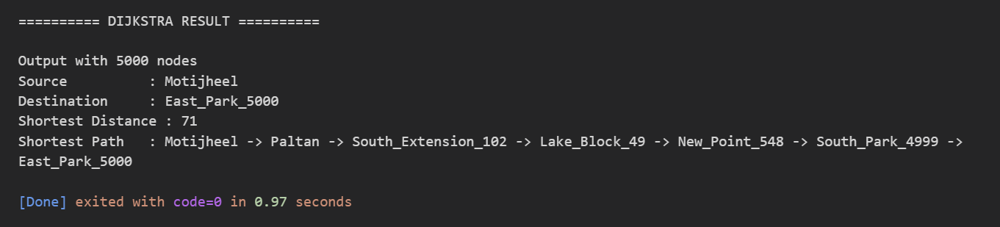 ========== DIJKSTRA RESULT ==========
Output with 5000 nodes
Source : Motijheel
Destination : East_Park_5000
Shortest Distance : 71
Shortest Path : Motijheel -> Paltan -> South_Extension_102 -> Lake_Block_49 -> New_Point_548 -> South_Park_4999 ->
East_Park_5000
[Done] exited with code=0 in 0.97 seconds